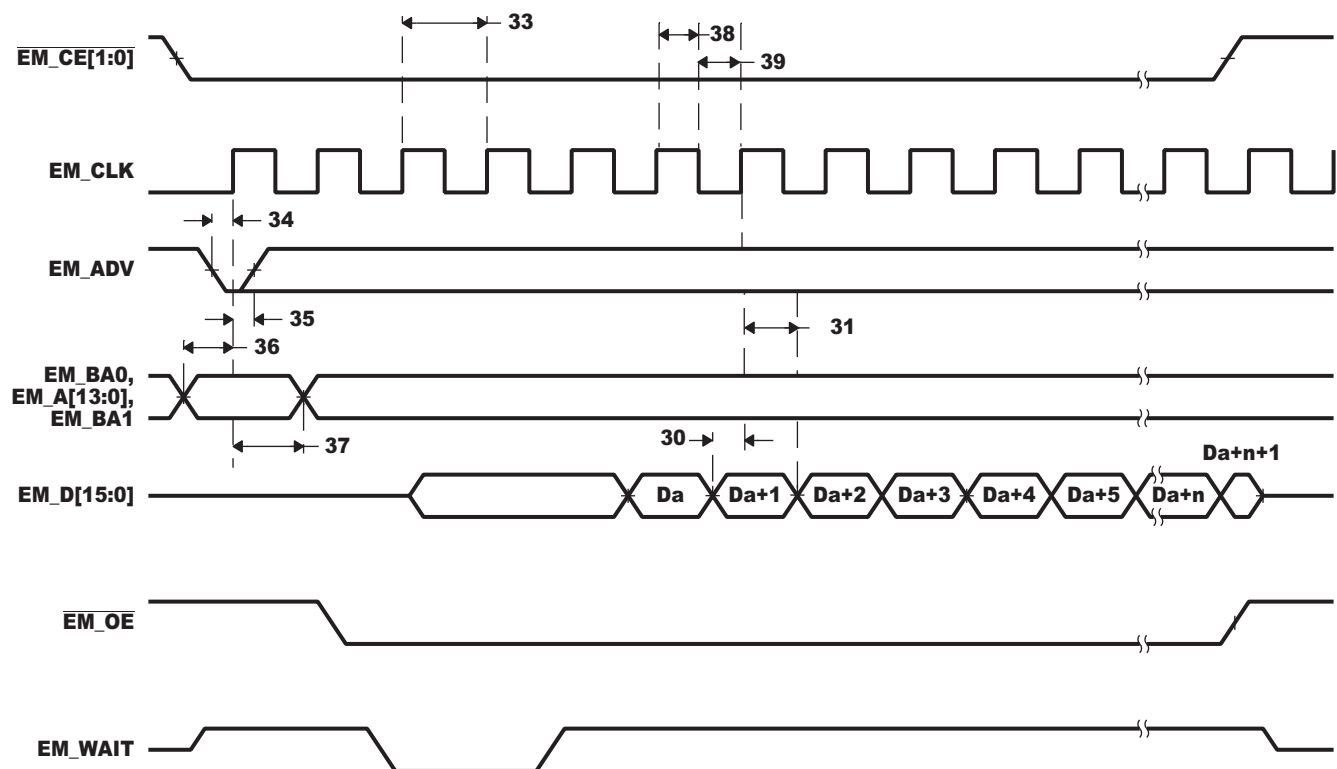 33
38
39
EM_CE[1:0]
EM_CLK
34
EM_ADV
35
31
36
EM_BA0,
EM_A[13:0],
EM_BA1
37
30
Da+n+1
EM_D[15:0]
Da
Da+1
Da+2
Da+3
Da+4
Da+5
Da+n
EM_OE
EM_WAIT